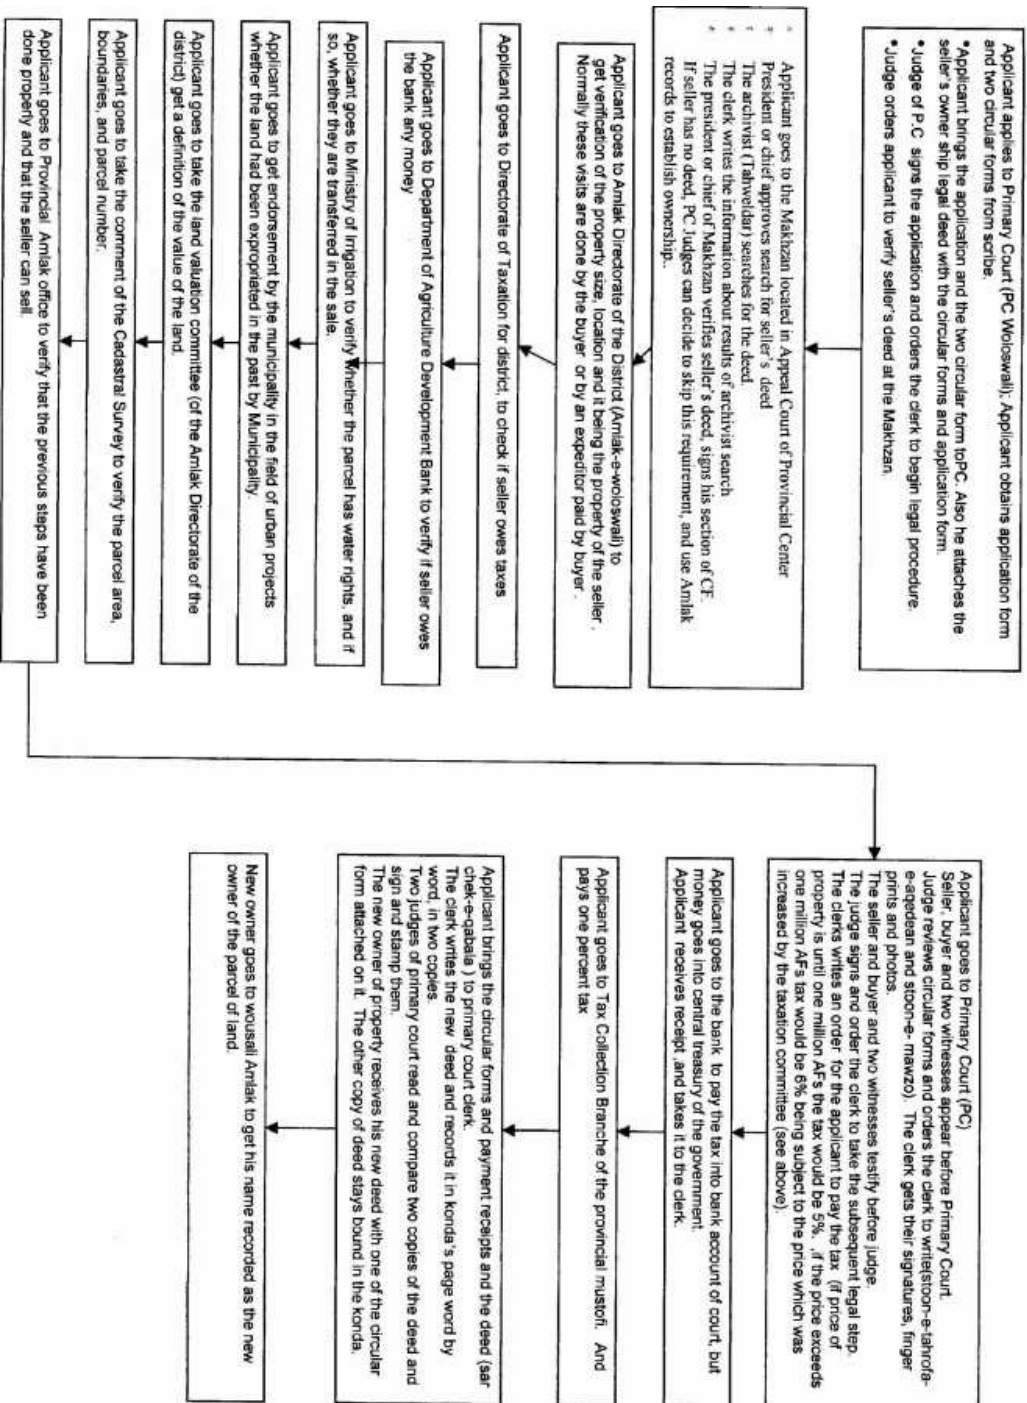 Applicant applies to Primary Court (PC Woloswali); Applicant obtains application form
and two circular forms from scribe.
•Applicant brings the application and the two circular form toPC. Also he attaches the
seller's owner ship legal deed with the circular forms and application form.
•Judge of P.C signs the application and orders the clerk to begin legal procedure.
•Judge orders applicant to verify seller's deed at the Makhzan.
Applicant goes to the Makhzan located in Appeal Court of Provincial Center
President or chief approves search for seller's deed
The archivist (Tahweldar) searches for the deed.
The clerk writes the information about results of archivist search
The president or chief of Makhzan verifies seller's deed, signs his section of CF.
If seller has no deed, PC Judges can decide to skip this requirement, and use Amlak
records to establish ownership..
Applicant goes to Amlak Directorate of the District (Amlak-e-woloswali) to
get verification of the property size, location and it being the property of the seller .
Normally these visits are done by the buyer or by an expeditor paid by buyer .
Applicant goes to Directorate of Taxation for district, to check if seller owes taxes
Applicant goes to Department of Agriculture Development Bank to verify if seller owes
the bank any money
Applicant goes to Ministry of Irrigation to verify whether the parcel has water rights, and if
so, whether they are transferred in the sale.
Applicant goes to get endorsement by the municipality in the field of urban projects
whether the land had been expropriated in the past by Municipality.
Applicant goes to take the land valuation committee (of the Amlak Directorate of the
district) get a definition of the value of the land.
Applicant goes to take the comment of the Cadastral Survey to verify the parcel area,
boundaries, and parcel number.
Applicant goes to Provincial Amlak office to verify that the previous steps have been
done properly and that the seller can sell.
Applicant goes to Primary Court (PC)
Seller, buyer and two witnesses appear before Primary Court.
Judge reviews circular forms and orders the clerk to write(stoon-e-tahrofa-
e-aqedean and stoon-e- mawzo). The clerk gets their signatures, finger
prints and photos.
The seller and buyer and two witnesses testify before judge.
The judge signs and order the clerk to take the subsequent legal step.
The clerks writes an order for the applicant to pay the tax (if price of
property is until one million AFs the tax would be 5%. ,if the price exceeds
one million AFs tax would be 6% being subject to the price which was
increased by the taxation committee (see above).
Applicant goes to the bank to pay the tax into bank account of court, but
money goes into central treasury of the government.
Applicant receives receipt ,and takes it to the clerk.
Applicant goes to Tax Collection Branche of the provincial mustofi. And
pays one percent tax
Applicant brings the circular forms and payment receipts and the deed (sar
chek-e-qabala ) to primary court clerk.
The clerk writes the new deed and records it in konda's page word by
word, in two copies.
Two judges of primary court read and compare two copies of the deed and
sign and stamp them.
The new owner of property receives his new deed with one of the circular
form attached on it. The other copy of deed stays bound in the konda.
New owner goes to wousali Amlak to get his name recorded as the new
owner of the parcel of land.